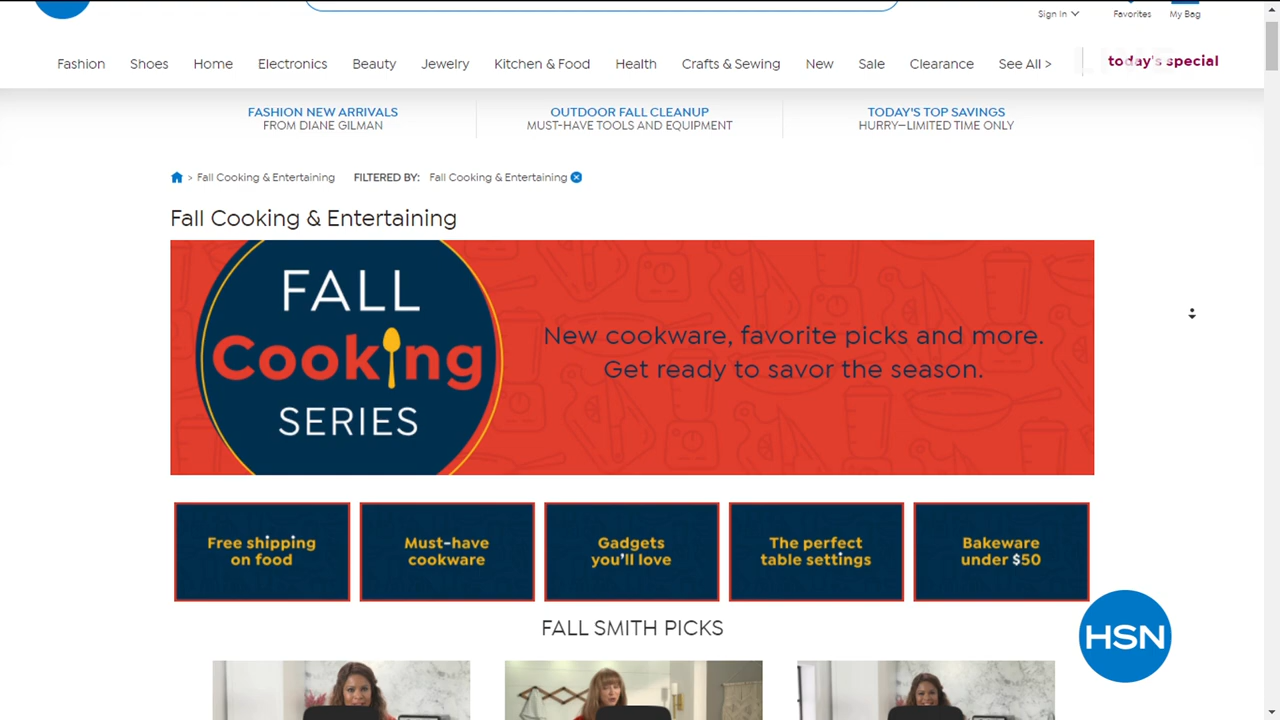 Sign In
Favorites
My Bag
Fashion
Shoes
Home
Electronics
Beauty
Jewelry
Kitchen & Food
Health
Crafts & Sewing
New
Sale
Clearance
See All >
today's special
FASHION NEW ARRIVALS
FROM DIANE GILMAN
OUTDOOR FALL CLEANUP
MUST-HAVE TOOLS AND EQUIPMENT
TODAY'S TOP SAVINGS
HURRY—LIMITED TIME ONLY
> Fall Cooking & Entertaining
FILTERED BY:
Fall Cooking & Entertaining
Fall Cooking & Entertaining
FALL
Cooking
SERIES
New cookware, favorite picks and more.
Get ready to savor the season.
Free shipping
on food
Must-have
cookware
Gadgets
you'll love
The perfect
table settings
Bakeware
under $50
FALL SMITH PICKS
HSN